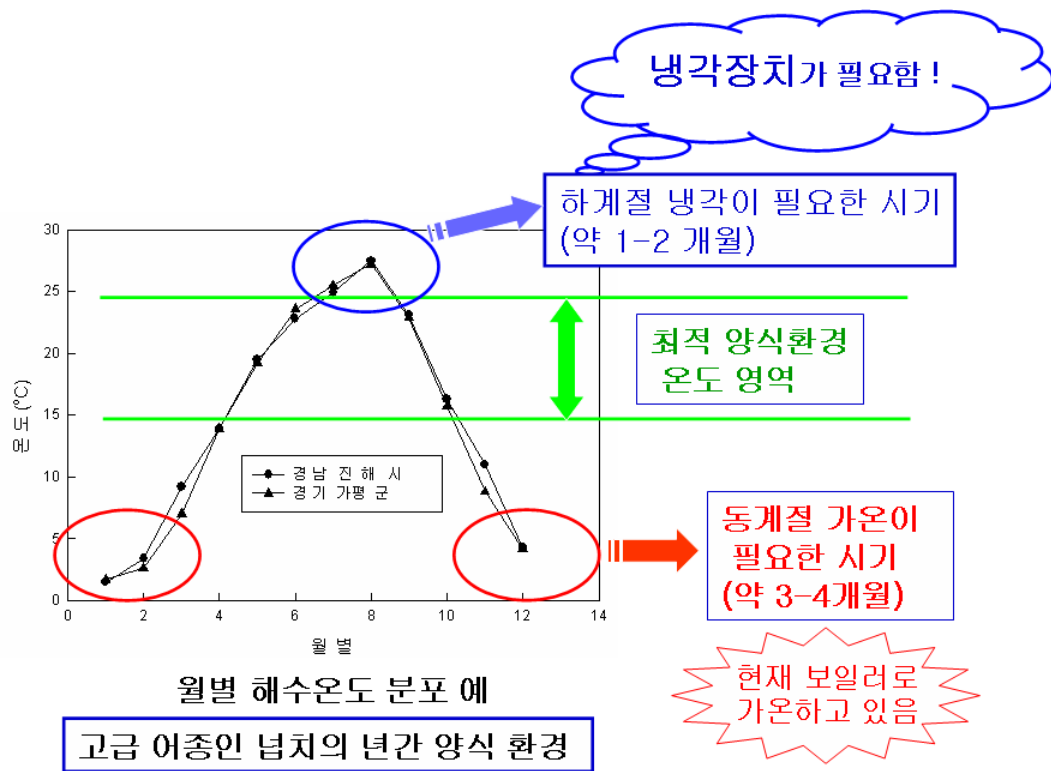 냉각장치가 필요함 !
하계절 냉각이 필요한 시기
(약 1-2 개월)
30
25
20
15
10
5
0
온 도 (°C)
최적 양식환경
온도 영역
경 남 진 해 시
경 기 가 평 군
동계절 가온이
필요한 시기
(약 3-4개월)
0 2 4 6 8 10 12 14
월 별
현재 보일러로
가온하고 있음
월별 해수온도 분포 예
고급 어종인 넙치의 년간 양식 환경